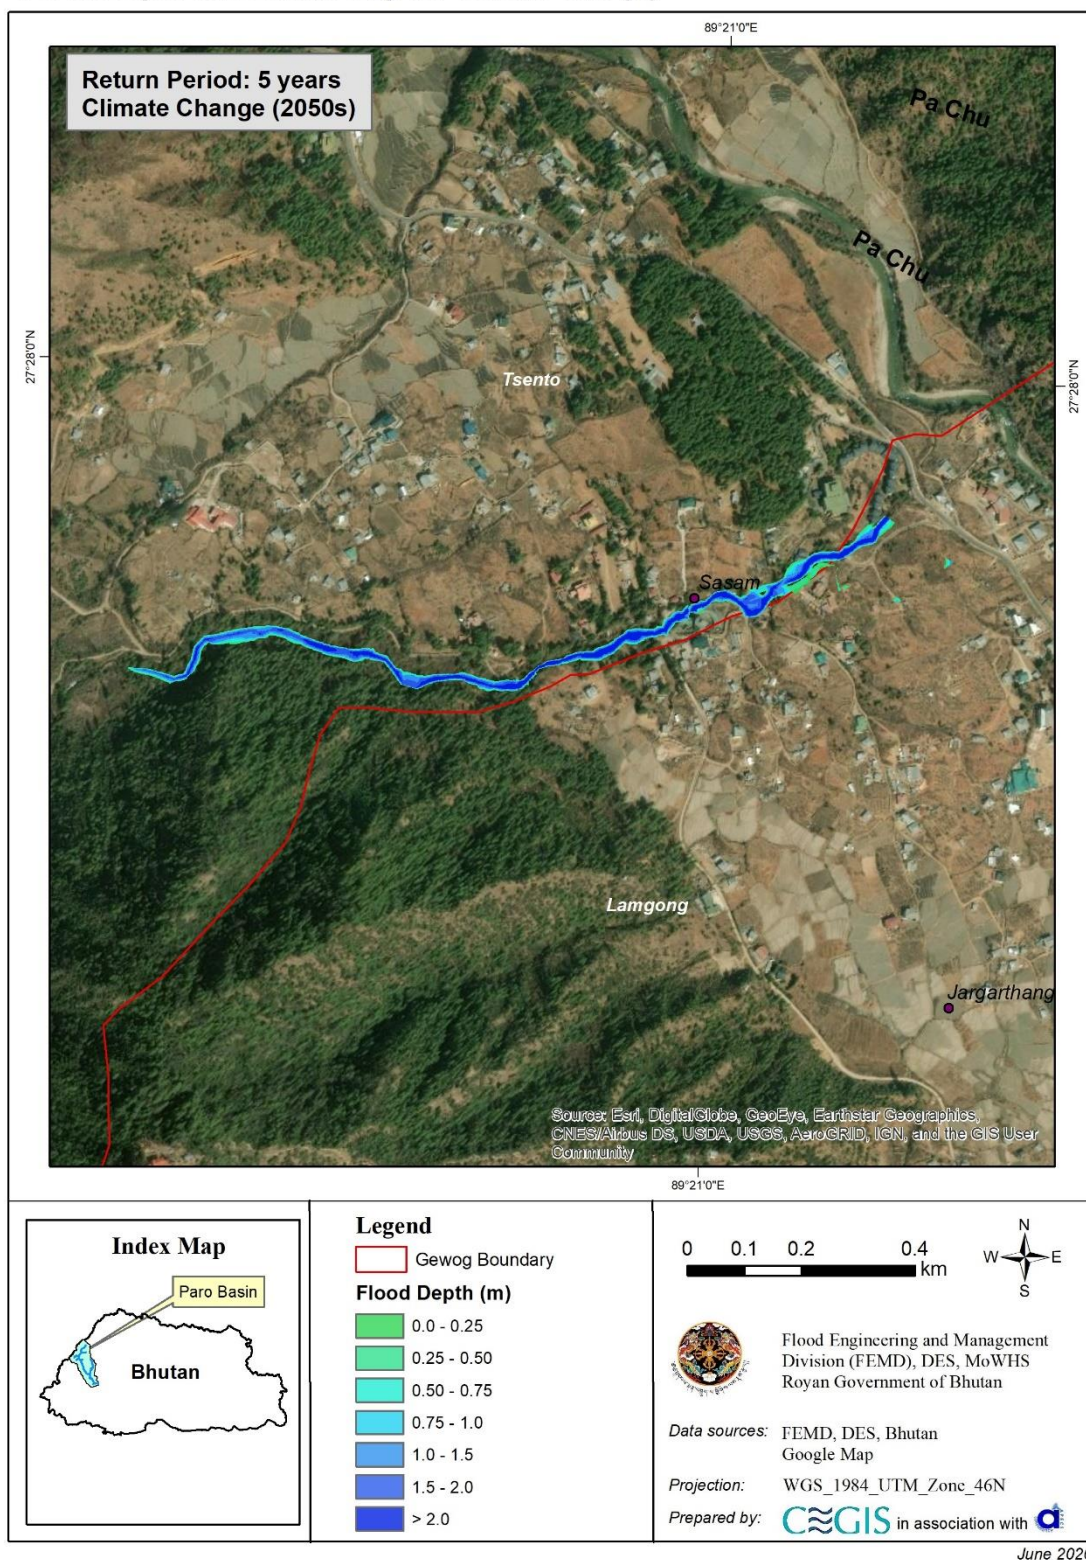 89°21'0"E
Return Period: 5 years
Climate Change (2050s)
Pa Chu
Pa Chu
27°28'0"N
27°28'0"N
Tsento
Sasam
Lamgong
Jargarthang
Source: Esri, DigitalGlobe, GeoEye, Earthstar Geographics,
CNES/Airbus DS, USDA, USGS, AeroGRID, IGN, and the GIS User
Community
89°21'0"E
Index Map
Paro Basin
Bhutan
Legend
Gewog Boundary
Flood Depth (m)
0.0 - 0.25
0.25 - 0.50
0.50 - 0.75
0.75 - 1.0
1.0 - 1.5
1.5 - 2.0
> 2.0
0 0.1 0.2 0.4
km
N
W E
S
Flood Engineering and Management
Division (FEMD), DES, MoWHS
Royan Government of Bhutan
Data sources: FEMD, DES, Bhutan
Google Map
Projection: WGS_1984_UTM_Zone_46N
Prepared by: CEGIS in association with
June 2020